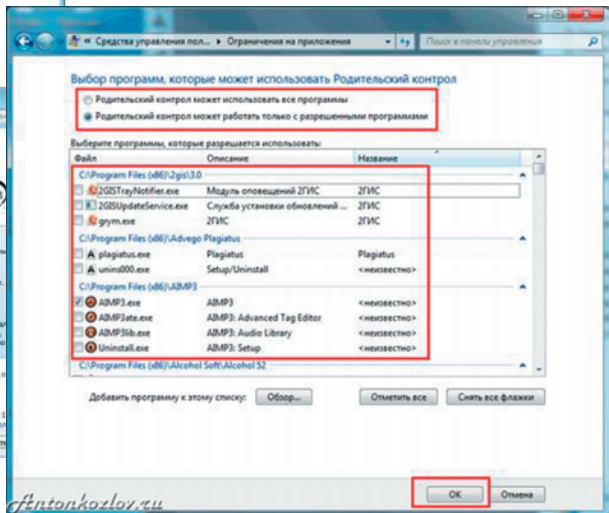 « Средства управления пол... ▸ Ограничения на приложения
Поиск в панели управления
Выбор программ, которые может использовать Родительский контрол
Родительский контрол может использовать все программы
Родительский контрол может работать только с разрешенными программами
Выберите программы, которые разрешается использовать:
Файл Описание Название
C:\Program Files (x86)\2gis\3.0
2GISTrayNotifier.exe Модуль оповещений 2ГИС 2ГИС
2GISUpdateService.exe Служба установки обновлений ... 2ГИС
grym.exe 2ГИС 2ГИС
C:\Program Files (x86)\Advego Plagiatus
plagiatus.exe Plagiatus Plagiatus
unins000.exe Setup/Uninstall <неизвестно>
C:\Program Files (x86)\AIMP3
AIMP3.exe AIMP3 <неизвестно>
AIMP3ate.exe AIMP3: Advanced Tag Editor <неизвестно>
AIMP3lib.exe AIMP3: Audio Library <неизвестно>
Uninstall.exe AIMP3: Setup <неизвестно>
C:\Program Files (x86)\Alcohol Soft\Alcohol 52
Добавить программу к этому списку: Обзор... Отметить все Снять все флажки
OK Отмена
Antonkozlov.ru